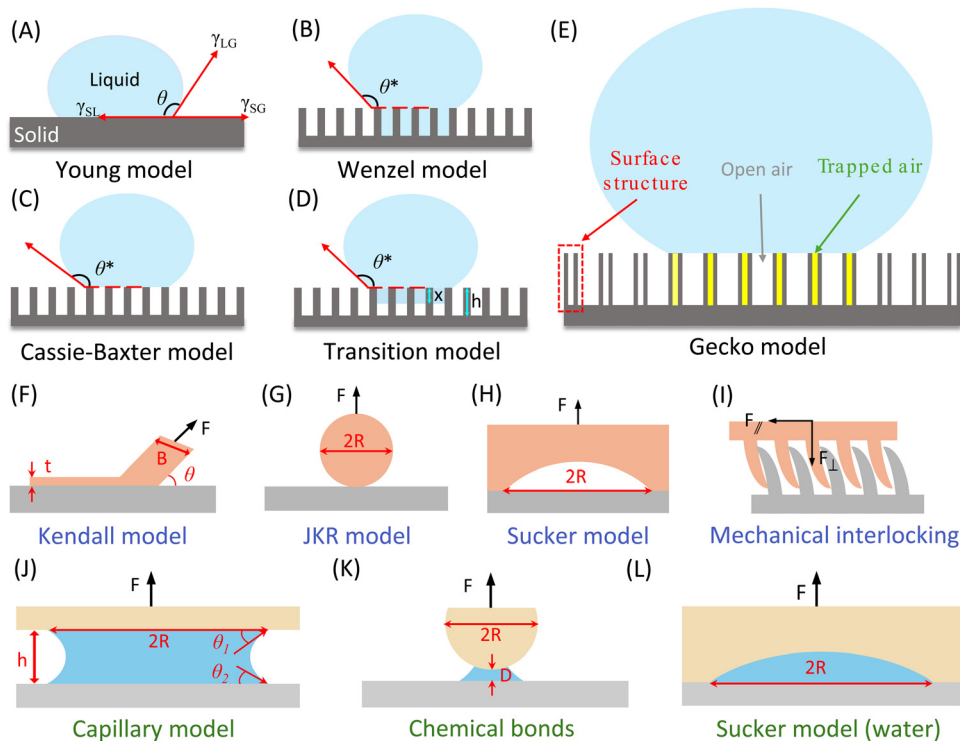 (A)
γLG
Liquid
θ
γSL
γSG
Solid
Young model
(B)
θ*
Wenzel model
(C)
θ*
Cassie-Baxter model
(D)
θ*
x
h
Transition model
(E)
Surface
structure
Open air
Trapped air
Gecko model
(F)
F
t
B
θ
Kendall model
(G)
F
2R
JKR model
(H)
F
2R
Sucker model
(I)
F//
F⊥
Mechanical interlocking
(J)
F
2R
h
θ1
θ2
Capillary model
(K)
F
2R
D
Chemical bonds
(L)
F
2R
Sucker model (water)